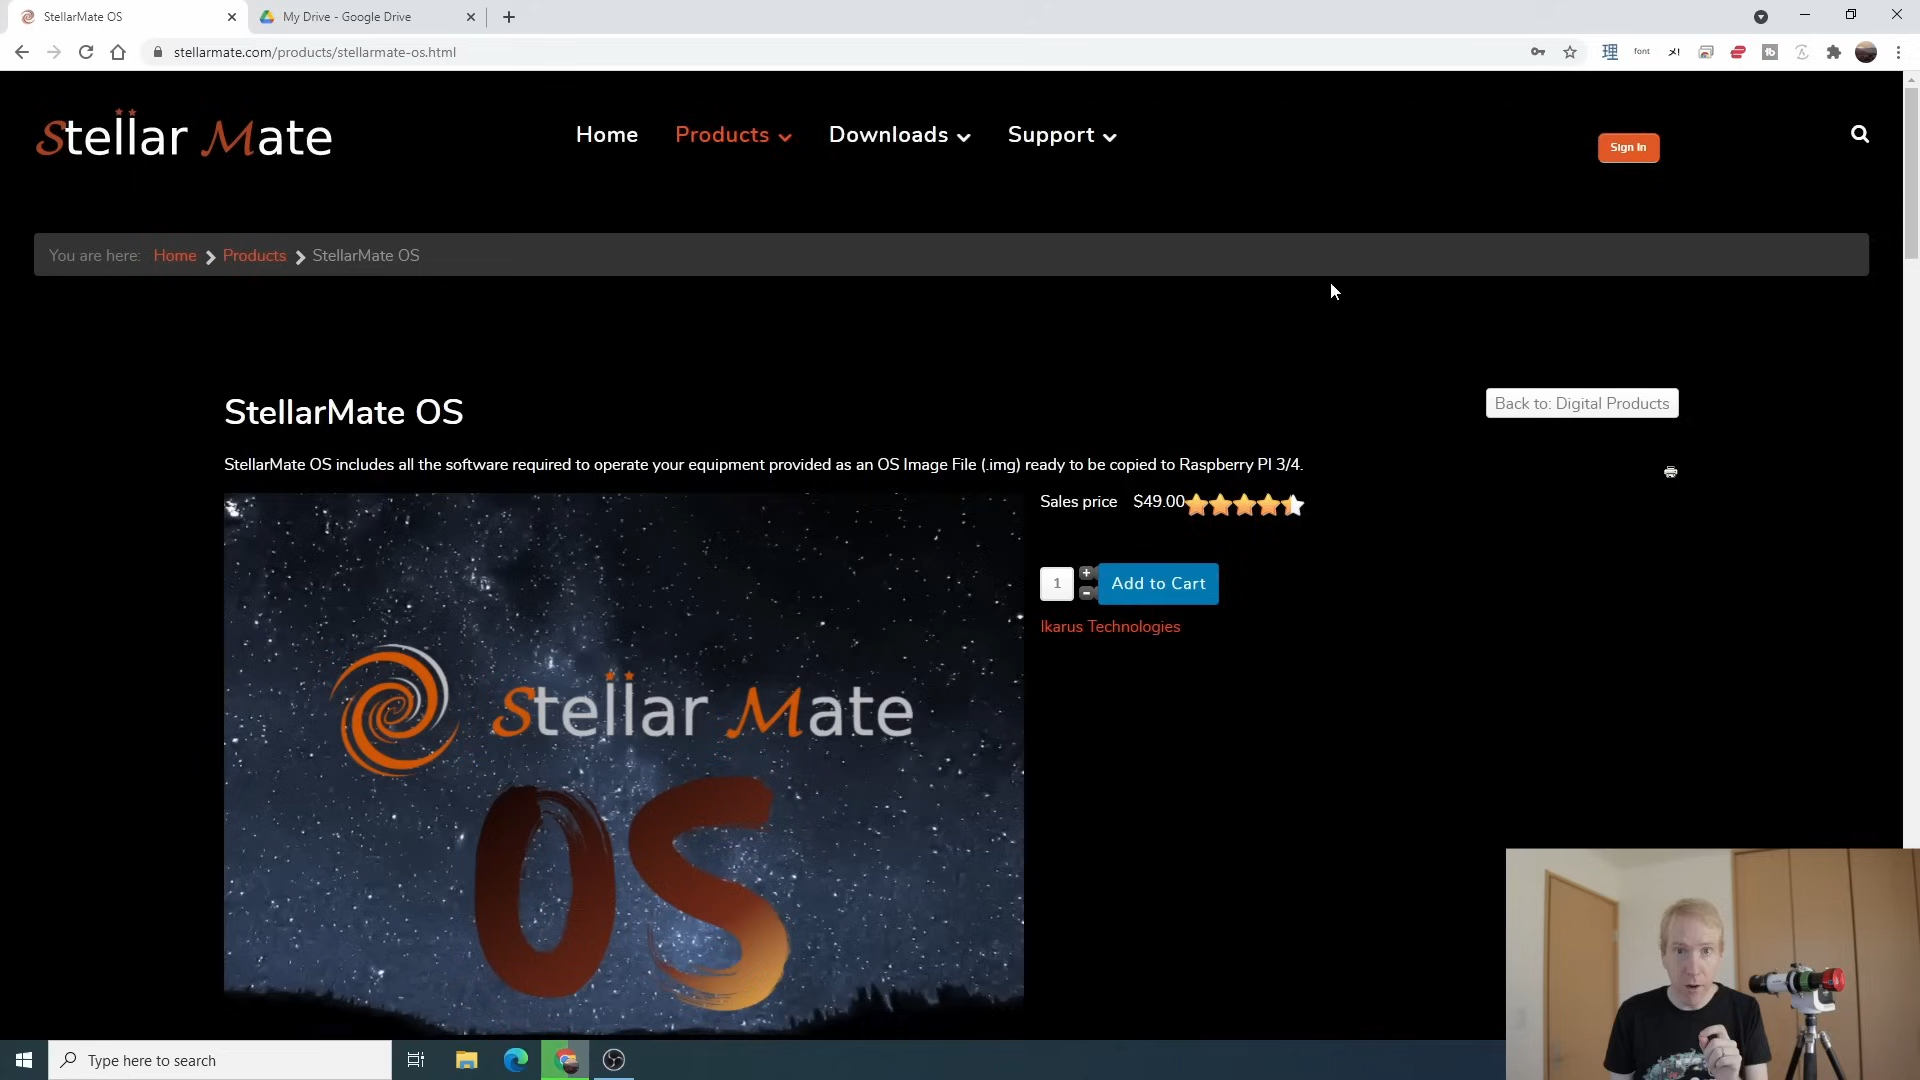 StellarMate OS
My Drive - Google Drive
stellarmate.com/products/stellarmate-os.html
理
font
tb
Stellar Mate
Home
Products
Downloads
Support
Sign In
You are here: Home Products StellarMate OS
StellarMate OS
Back to: Digital Products
StellarMate OS includes all the software required to operate your equipment provided as an OS Image File (.img) ready to be copied to Raspberry PI 3/4.
Sales price $49.00
1
+
-
Add to Cart
Ikarus Technologies
Stellar Mate
OS
Type here to search